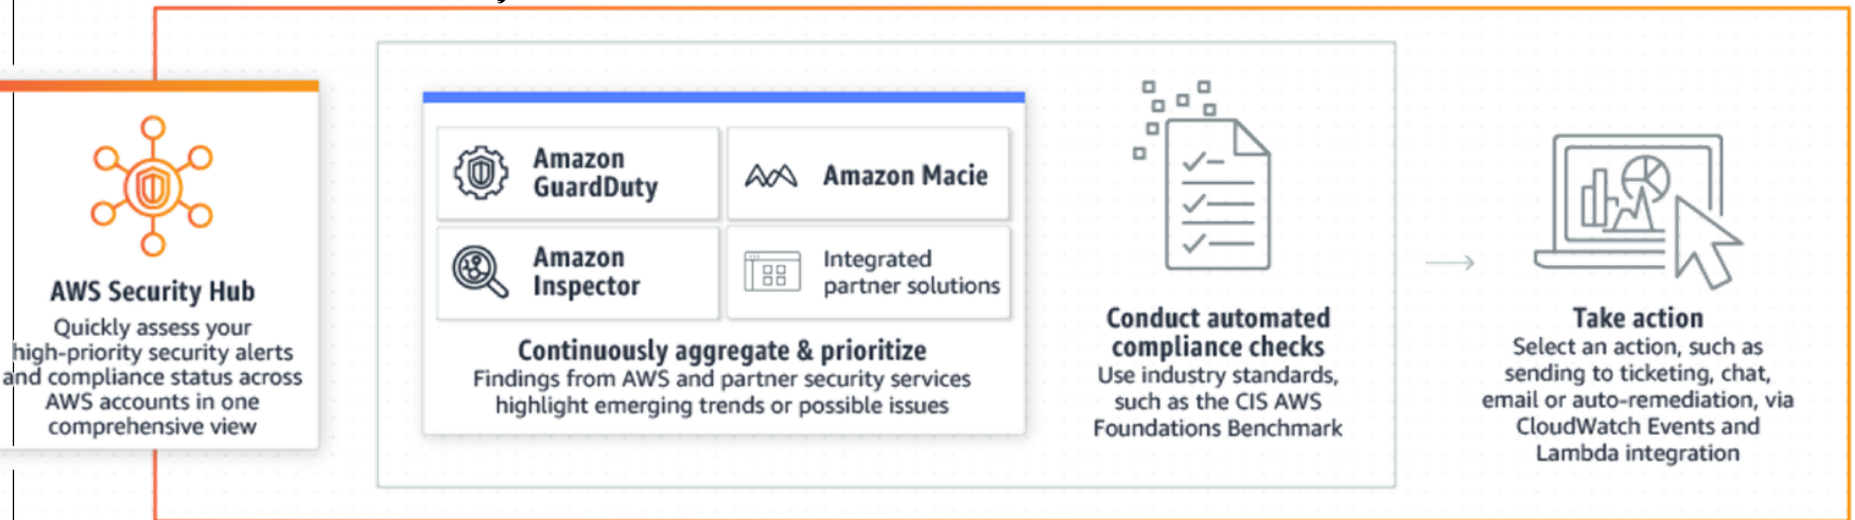 AWS Security Hub
Quickly assess your
high-priority security alerts
and compliance status across
AWS accounts in one
comprehensive view
Amazon
GuardDuty
Amazon Macie
Amazon
Inspector
Integrated
partner solutions
Continuously aggregate & prioritize
Findings from AWS and partner security services
highlight emerging trends or possible issues
Conduct automated
compliance checks
Use industry standards,
such as the CIS AWS
Foundations Benchmark
Take action
Select an action, such as
sending to ticketing, chat,
email or auto-remediation, via
CloudWatch Events and
Lambda integration